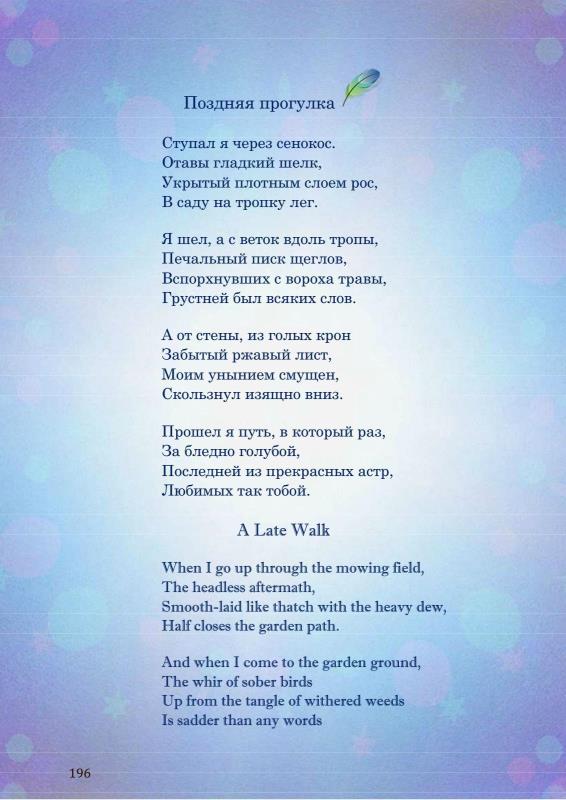 Поздняя прогулка
Ступал я через сенокос.
Отавы гладкий шелк,
Укрытый плотным слоем рос,
В саду на тропку лег.
Я шел, а с веток вдоль тропы,
Печальный писк щеглов,
Вспорхнувших с вороха травы,
Грустней был всяких слов.
А от стены, из голых крон
Забытый ржавый лист,
Моим унынием смущен,
Скользнул изящно вниз.
Прошел я путь, в который раз,
За бледно голубой,
Последней из прекрасных астр,
Любимых так тобой.
A Late Walk
When I go up through the mowing field,
The headless aftermath,
Smooth-laid like thatch with the heavy dew,
Half closes the garden path.
And when I come to the garden ground,
The whir of sober birds
Up from the tangle of withered weeds
Is sadder than any words
196